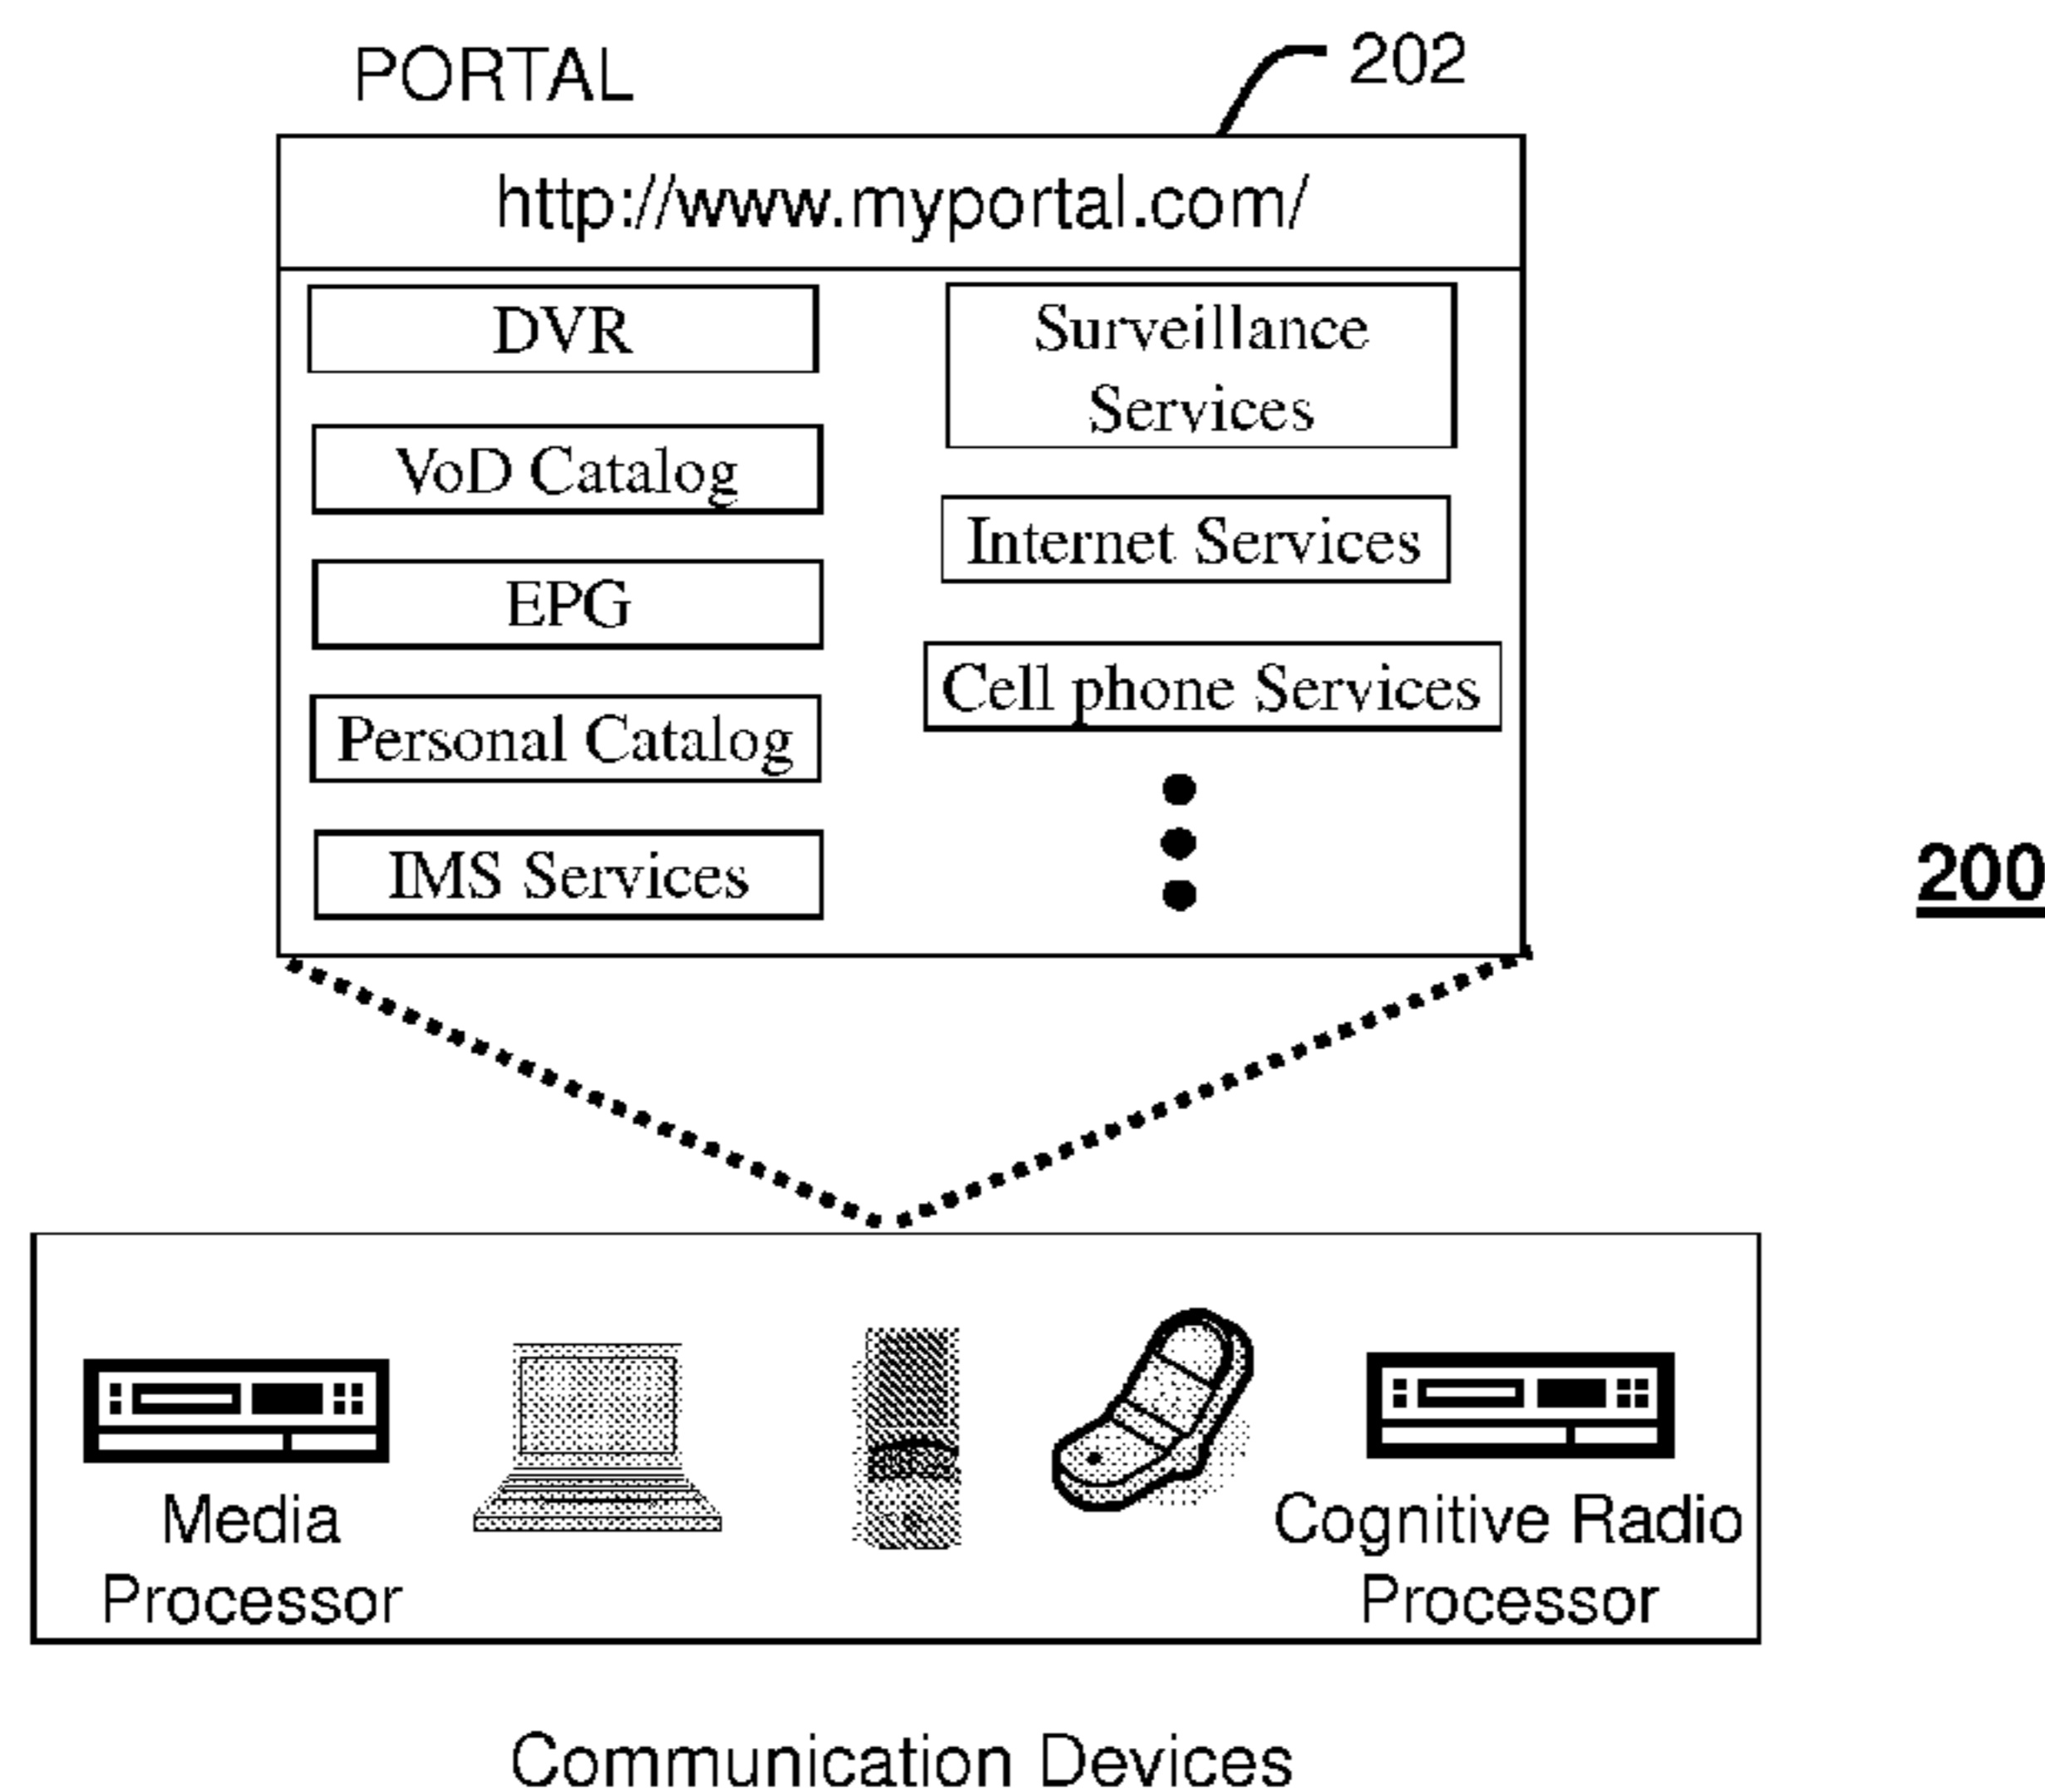 PORTAL
202
http://www.myportal.com/
DVR
VoD Catalog
EPG
Personal Catalog
IMS Services
Surveillance
Services
Internet Services
Cell phone Services
200
Media
Processor
Cognitive Radio
Processor
Communication Devices